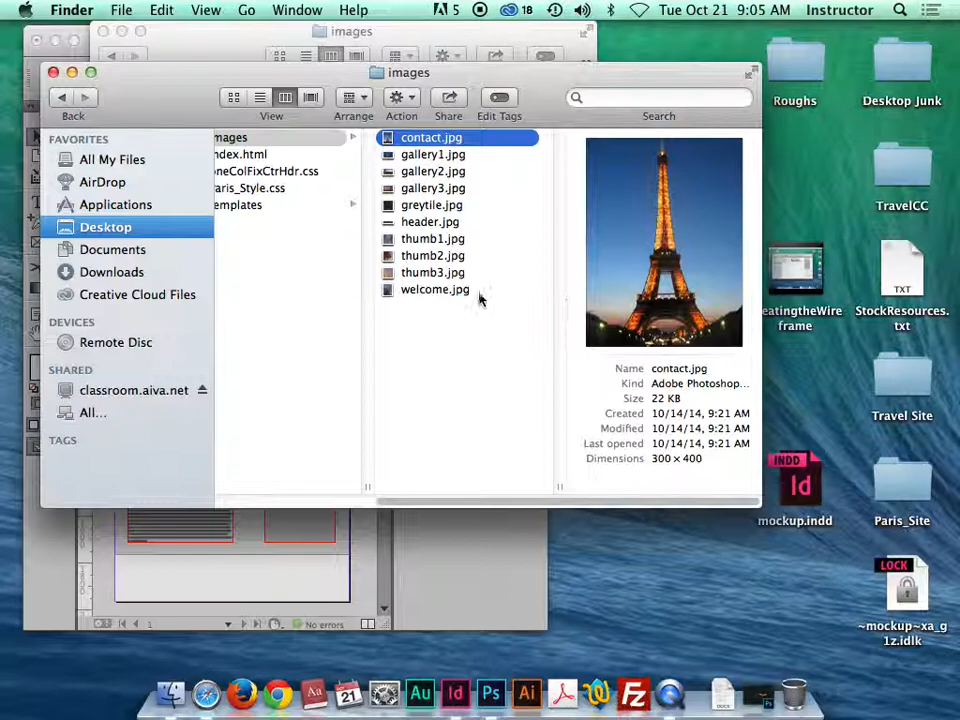 Finder File Edit View Go Window Help 5 18 Tue Oct 21 9:05 AM Instructor
images
images
Back View Arrange Action Share Edit Tags Search
FAVORITES
All My Files
AirDrop
Applications
Desktop
Documents
Downloads
Creative Cloud Files
DEVICES
Remote Disc
SHARED
classroom.aiva.net
All...
TAGS
mages
ndex.html
oneColFixCtrHdr.css
aris_Style.css
emplates
contact.jpg
gallery1.jpg
gallery2.jpg
gallery3.jpg
greytile.jpg
header.jpg
thumb1.jpg
thumb2.jpg
thumb3.jpg
welcome.jpg
Name contact.jpg
Kind Adobe Photoshop...
Size 22 KB
Created 10/14/14, 9:21 AM
Modified 10/14/14, 9:21 AM
Last opened 10/14/14, 9:21 AM
Dimensions 300 × 400
Roughs
Desktop Junk
TravelCC
eatingtheWire
frame
TXT
StockResources.
txt
Travel Site
INDD
Id
mockup.indd
Paris_Site
LOCK
~mockup~xa_g
1z.idlk
1 No errors
Aa 21 Au Id Ps Ai Fz